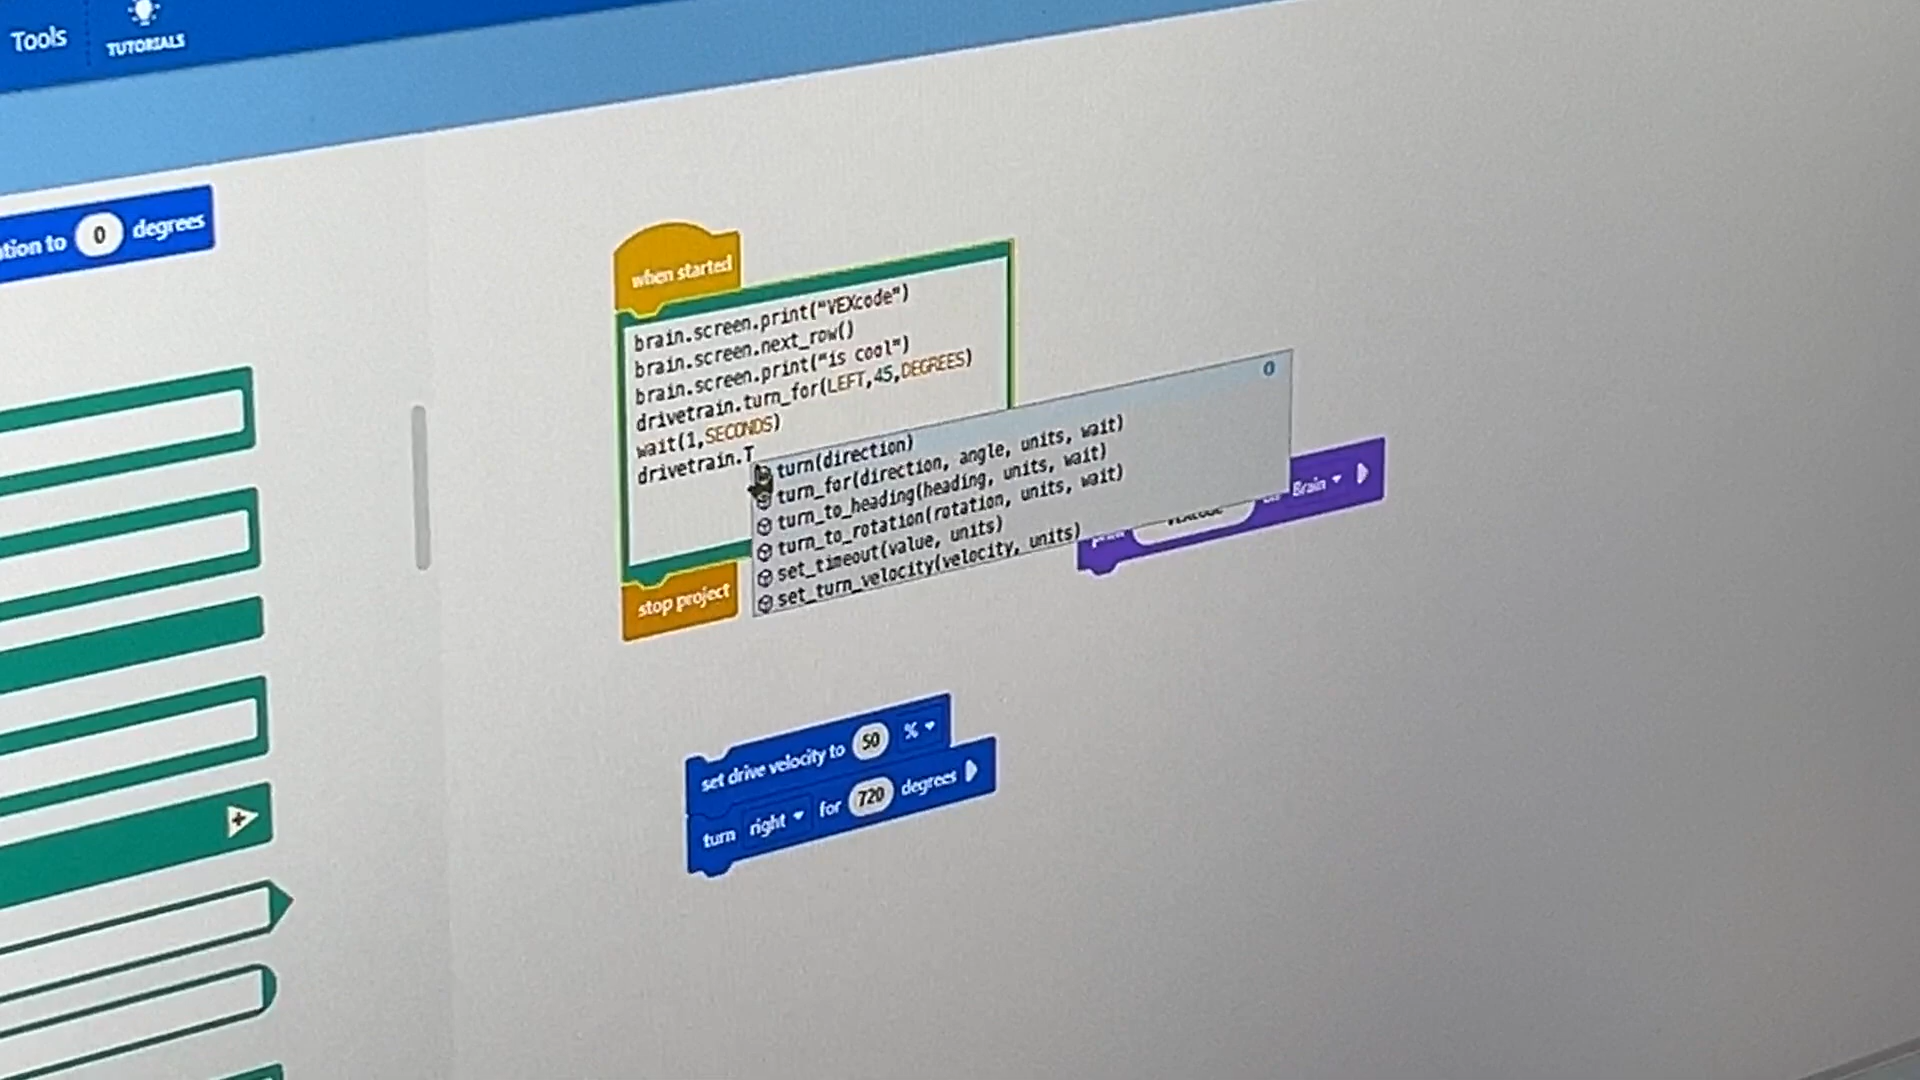 Tools
TUTORIALS
tion to 0 degrees
when started
brain.screen.print("VEXcode")
brain.screen.next_row()
brain.screen.print("is cool")
drivetrain.turn_for(LEFT,45,DEGREES)
wait(1,SECONDS)
drivetrain.T
turn(direction)
turn_for(direction, angle, units, wait)
turn_to_heading(heading, units, wait)
turn_to_rotation(rotation, units, wait)
set_timeout(value, units)
set_turn_velocity(velocity, units)
Brain
stop project
set drive velocity to 50 %
turn right for 720 degrees